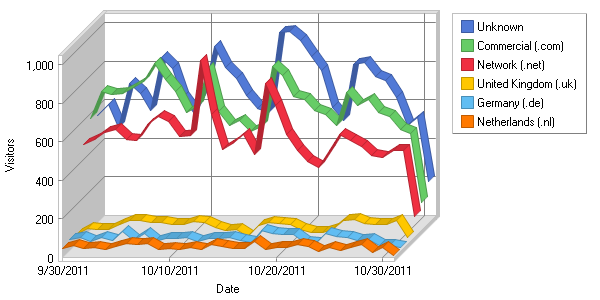 Unknown
Commercial (.com)
Network (.net)
United Kingdom (.uk)
Germany (.de)
Netherlands (.nl)
1,000
800
600
400
200
0
Visitors
9/30/2011 10/10/2011 10/20/2011 10/30/2011
Date